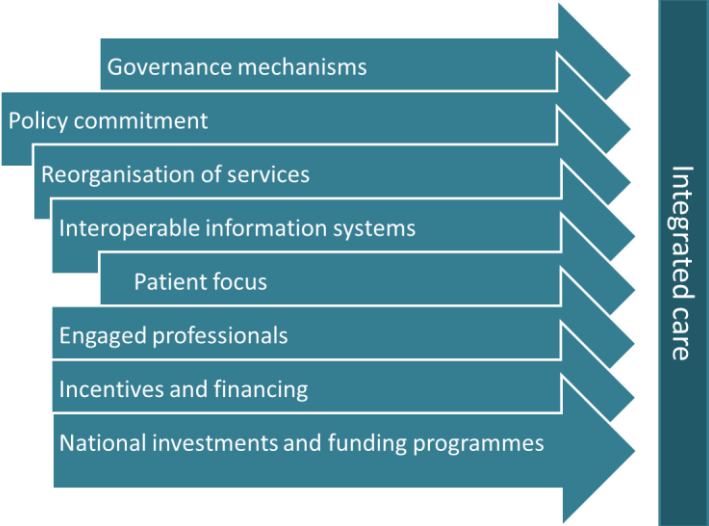 Governance mechanisms
Policy commitment
Reorganisation of services
Interoperable information systems
Patient focus
Engaged professionals
Incentives and financing
National investments and funding programmes
Integrated care